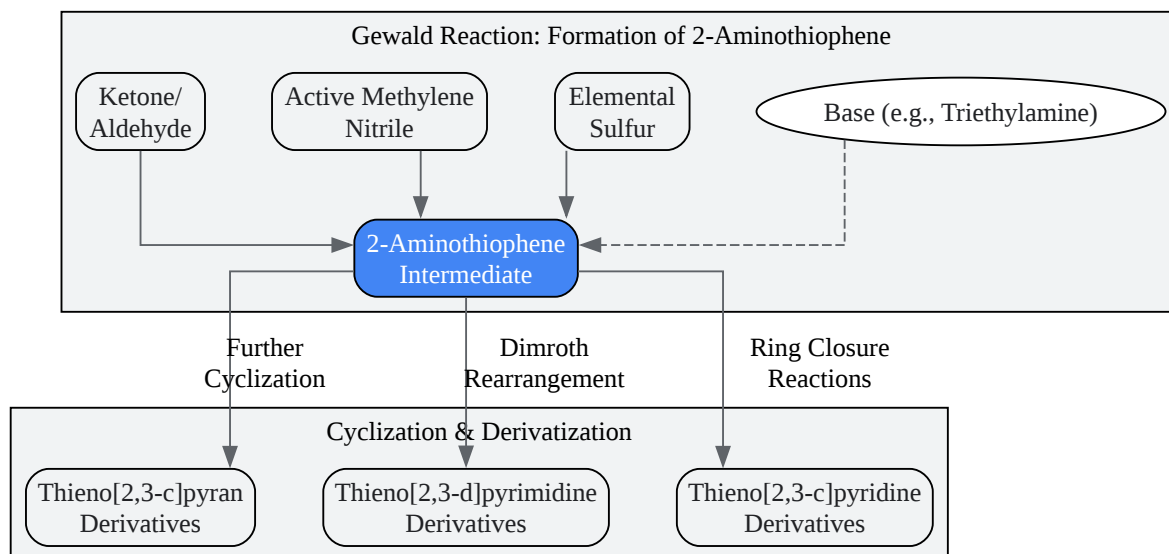 Gewald Reaction: Formation of 2-Aminothiophene
Ketone/
Aldehyde
Active Methylene
Nitrile
Elemental
Sulfur
Base (e.g., Triethylamine)
2-Aminothiophene
Intermediate
Further
Cyclization
Dimroth
Rearrangement
Ring Closure
Reactions
Cyclization & Derivatization
Thieno[2,3-c]pyran
Derivatives
Thieno[2,3-d]pyrimidine
Derivatives
Thieno[2,3-c]pyridine
Derivatives